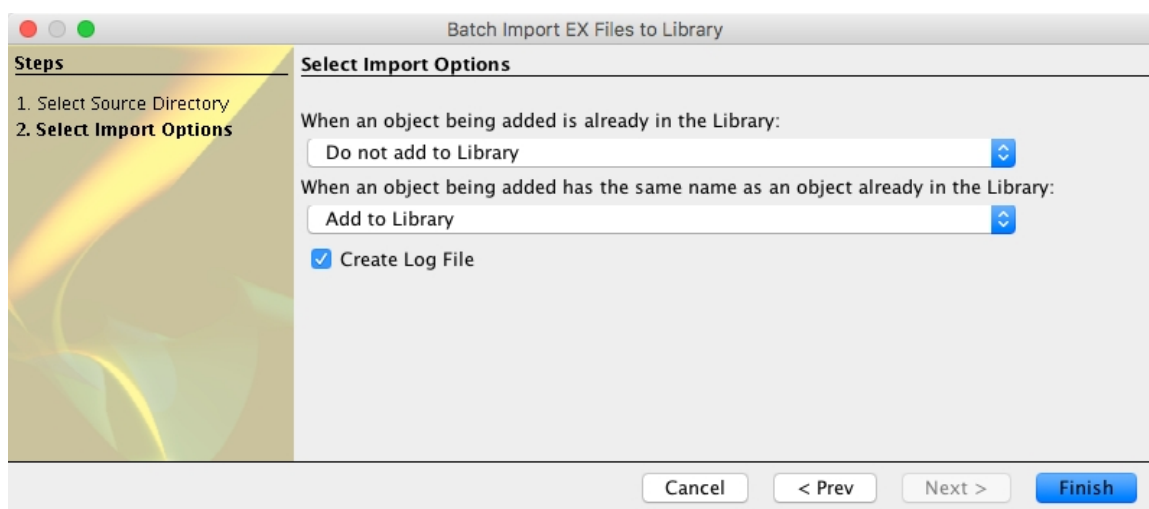 Batch Import EX Files to Library
Steps
1. Select Source Directory
2. Select Import Options
Select Import Options
When an object being added is already in the Library:
Do not add to Library
When an object being added has the same name as an object already in the Library:
Add to Library
Create Log File
Cancel
< Prev
Next >
Finish